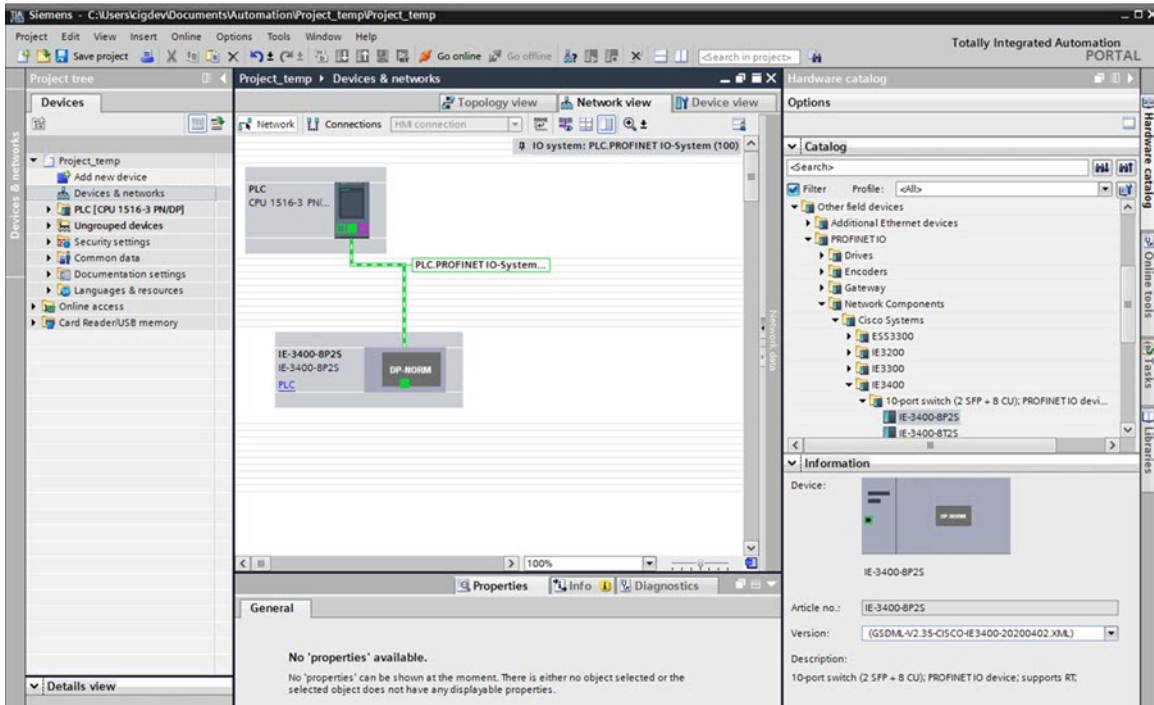 Siemens - C:\Users\cigdev\Documents\Automation\Project_temp\Project_temp
Project Edit View Insert Online Options Tools Window Help
Totally Integrated Automation
PORTAL
Save project Go online Go offline <Search in project>
Project tree
Devices
Devices & networks
Project_temp
Add new device
Devices & networks
PLC [CPU 1516-3 PN/DP]
Ungrouped devices
Security settings
Common data
Documentation settings
Languages & resources
Online access
Card Reader/USB memory
Details view
Project_temp Devices & networks
Topology view Network view Device view
Network Connections HMI connection
IO system: PLC.PROFINET IO-System (100)
PLC
CPU 1516-3 PN/...
PLC.PROFINET IO-System...
IE-3400-8P2S
IE-3400-8P2S
PLC
DP-NORM
Network data
100%
Properties Info Diagnostics
General
No 'properties' available.
No 'properties' can be shown at the moment. There is either no object selected or the
selected object does not have any displayable properties.
Hardware catalog
Options
Catalog
<Search>
Filter Profile: <All>
Other field devices
Additional Ethernet devices
PROFINET IO
Drives
Encoders
Gateway
Network Components
Cisco Systems
ESS3300
IE3200
IE3300
IE3400
10-port switch (2 SFP + 8 CU); PROFINET IO devi...
IE-3400-8P2S
IE-3400-8T2S
Information
Device:
DP-NORM
IE-3400-8P2S
Article no.: IE-3400-8P2S
Version: (GSDML-V2.35-CISCO-IE3400-20200402.XML)
Description:
10-port switch (2 SFP + 8 CU); PROFINET IO device; supports RT;
Hardware catalog
Online tools
Tasks
Libraries